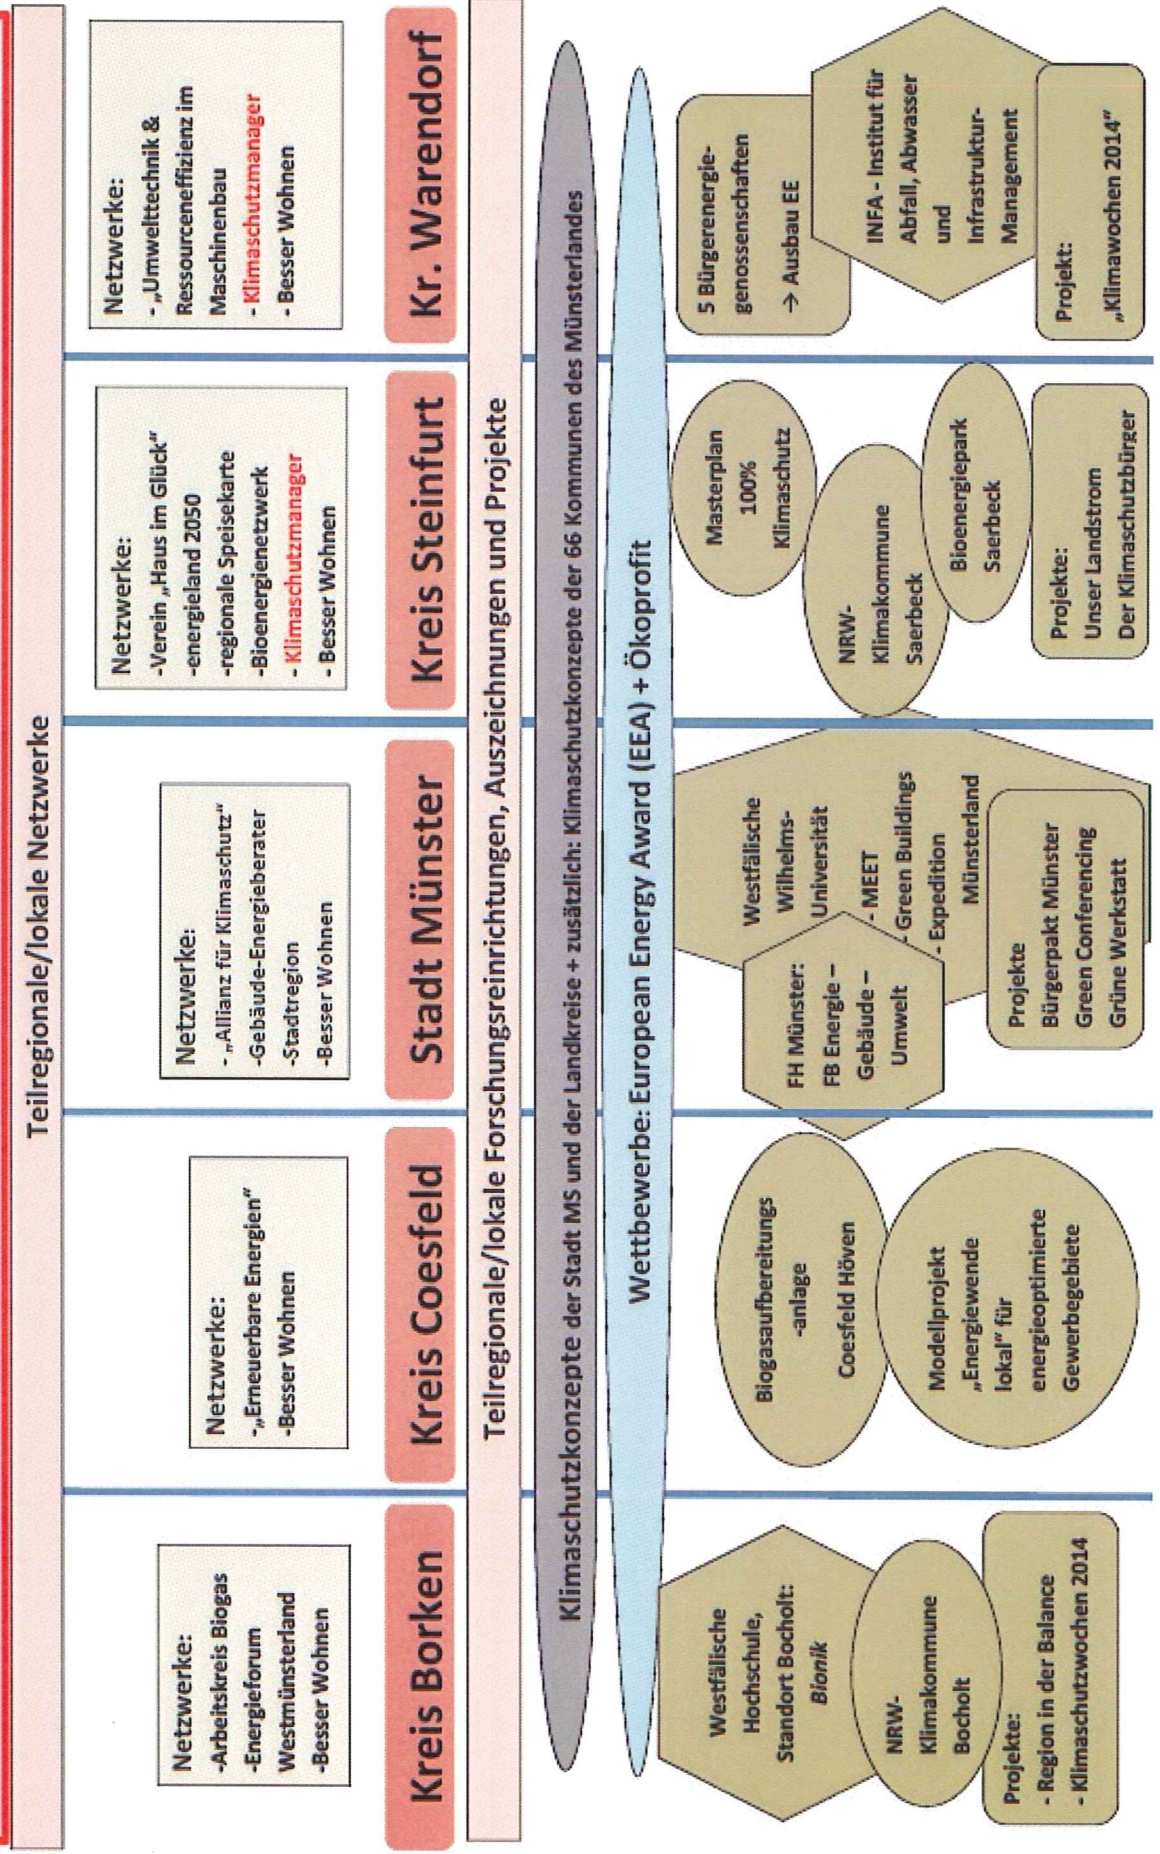 Teilregionale/lokale Netzwerke
Netzwerke:
-Arbeitskreis Biogas
-Energieforum
Westmünsterland
-Besser Wohnen
Netzwerke:
-„Erneuerbare Energien“
-Besser Wohnen
Netzwerke:
- „Allianz für Klimaschutz“
-Gebäude-Energieberater
-Stadtregion
-Besser Wohnen
Netzwerke:
-Verein „Haus im Glück“
-energieland 2050
-regionale Speisekarte
-Bioenergienetzwerk
- Klimaschutzmanager
- Besser Wohnen
Netzwerke:
- „Umwelttechnik &
Ressourceneffizienz im
Maschinenbau
- Klimaschutzmanager
- Besser Wohnen
Kreis Borken
Kreis Coesfeld
Stadt Münster
Kreis Steinfurt
Kr. Warendorf
Teilregionale/lokale Forschungsreinrichtungen, Auszeichnungen und Projekte
Klimaschutzkonzepte der Stadt MS und der Landkreise + zusätzlich: Klimaschutzkonzepte der 66 Kommunen des Münsterlandes
Wettbewerbe: European Energy Award (EEA) + Ökoprofit
Westfälische
Hochschule,
Standort Bocholt:
Bionik
NRW-
Klimakommune
Bocholt
Projekte:
- Region in der Balance
- Klimaschutzwochen 2014
Biogasaufbereitungs
-anlage
Coesfeld Höven
Modellprojekt
„Energiewende
lokal“ für
energieoptimierte
Gewerbegebiete
Westfälische
Wilhelms-
Universität
- MEET
- Green Buildings
- Expedition
Münsterland
FH Münster:
FB Energie –
Gebäude –
Umwelt
Projekte
Bürgerpakt Münster
Green Conferencing
Grüne Werkstatt
Masterplan
100%
Klimaschutz
NRW-
Klimakommune
Saerbeck
Bioenergiepark
Saerbeck
Projekte:
Unser Landstrom
Der Klimaschutzbürger
5 Bürgerenergie-
genossenschaften
→ Ausbau EE
INFA - Institut für
Abfall, Abwasser
und
Infrastruktur-
Management
Projekt:
„Klimawochen 2014“